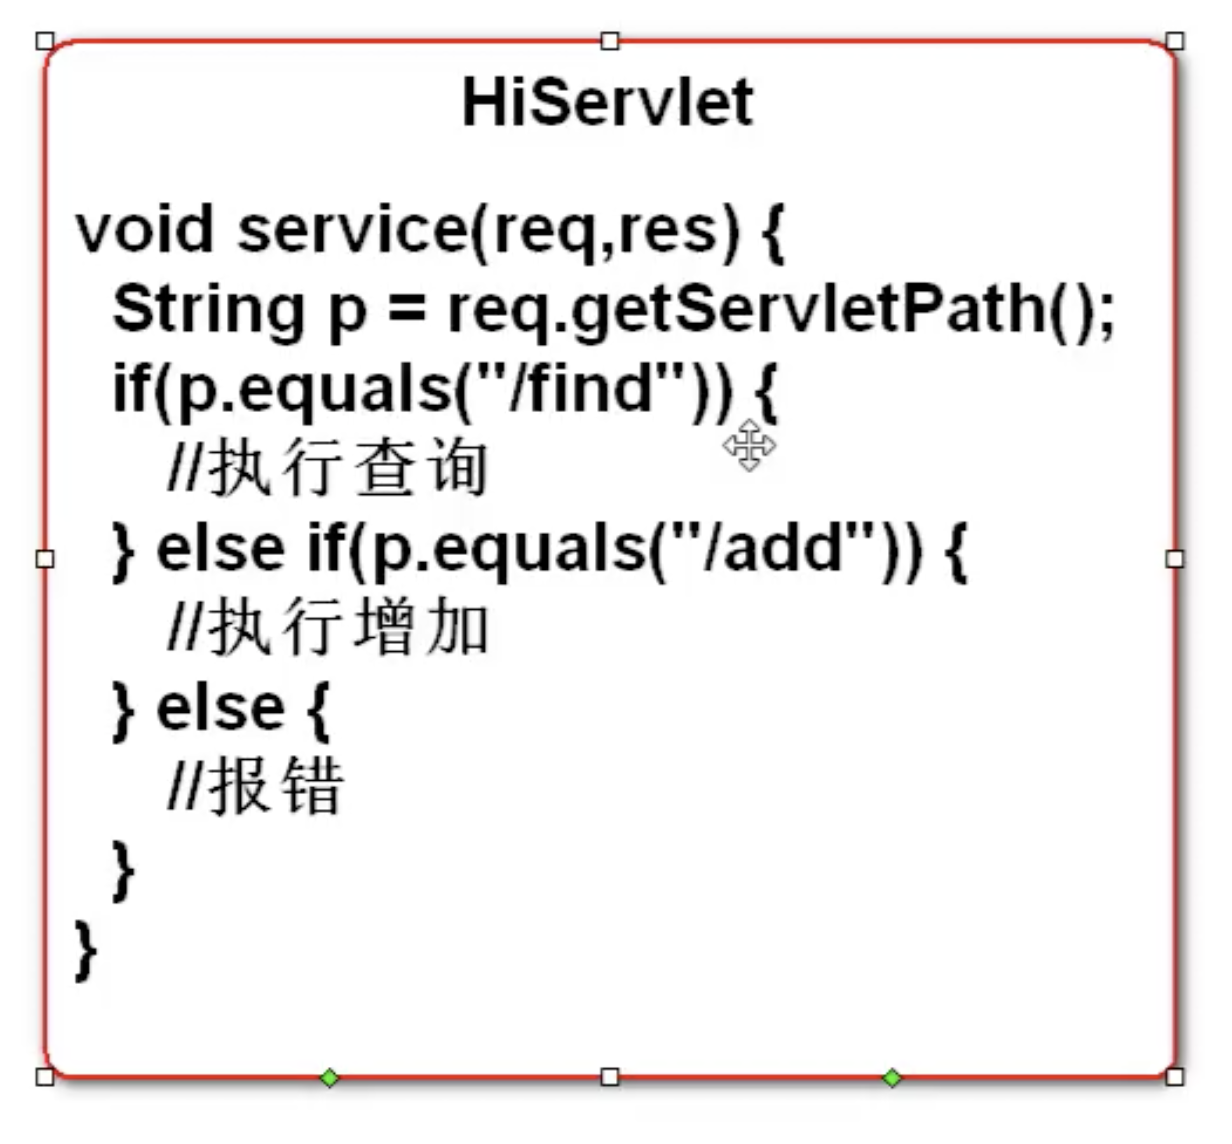 HiServlet
void service(req,res) {
String p = req.getServletPath();
if(p.equals("/find")) {
//执行查询
} else if(p.equals("/add")) {
//执行增加
} else {
//报错
}
}